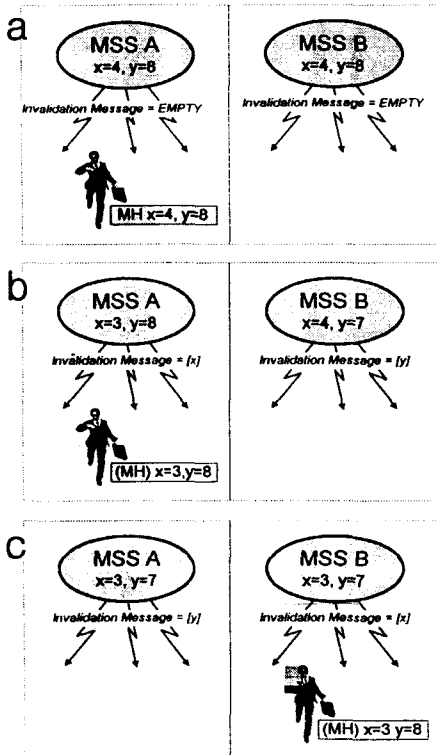 a
MSS A
x=4, y=8
Invalidation Message = EMPTY
MH x=4, y=8
MSS B
x=4, y=8
Invalidation Message = EMPTY
b
MSS A
x=3, y=8
Invalidation Message = [x]
(MH) x=3,y=8
MSS B
x=4, y=7
Invalidation Message = [y]
c
MSS A
x=3, y=7
Invalidation Message = [y]
MSS B
x=3, y=7
Invalidation Message = [x]
(MH) x=3 y=8